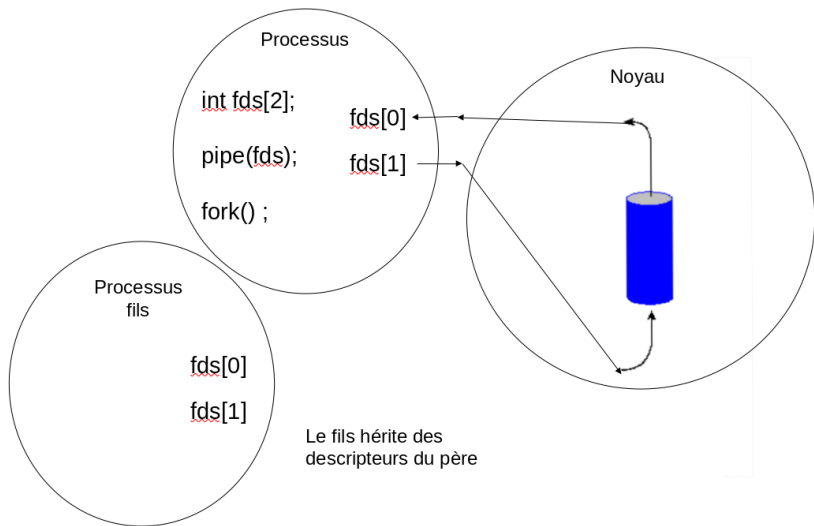 Processus
int fds[2];
fds[0]
pipe(fds);
fds[1]
fork() ;
Noyau
Processus
fils
fds[0]
fds[1]
Le fils hérite des
descripteurs du père